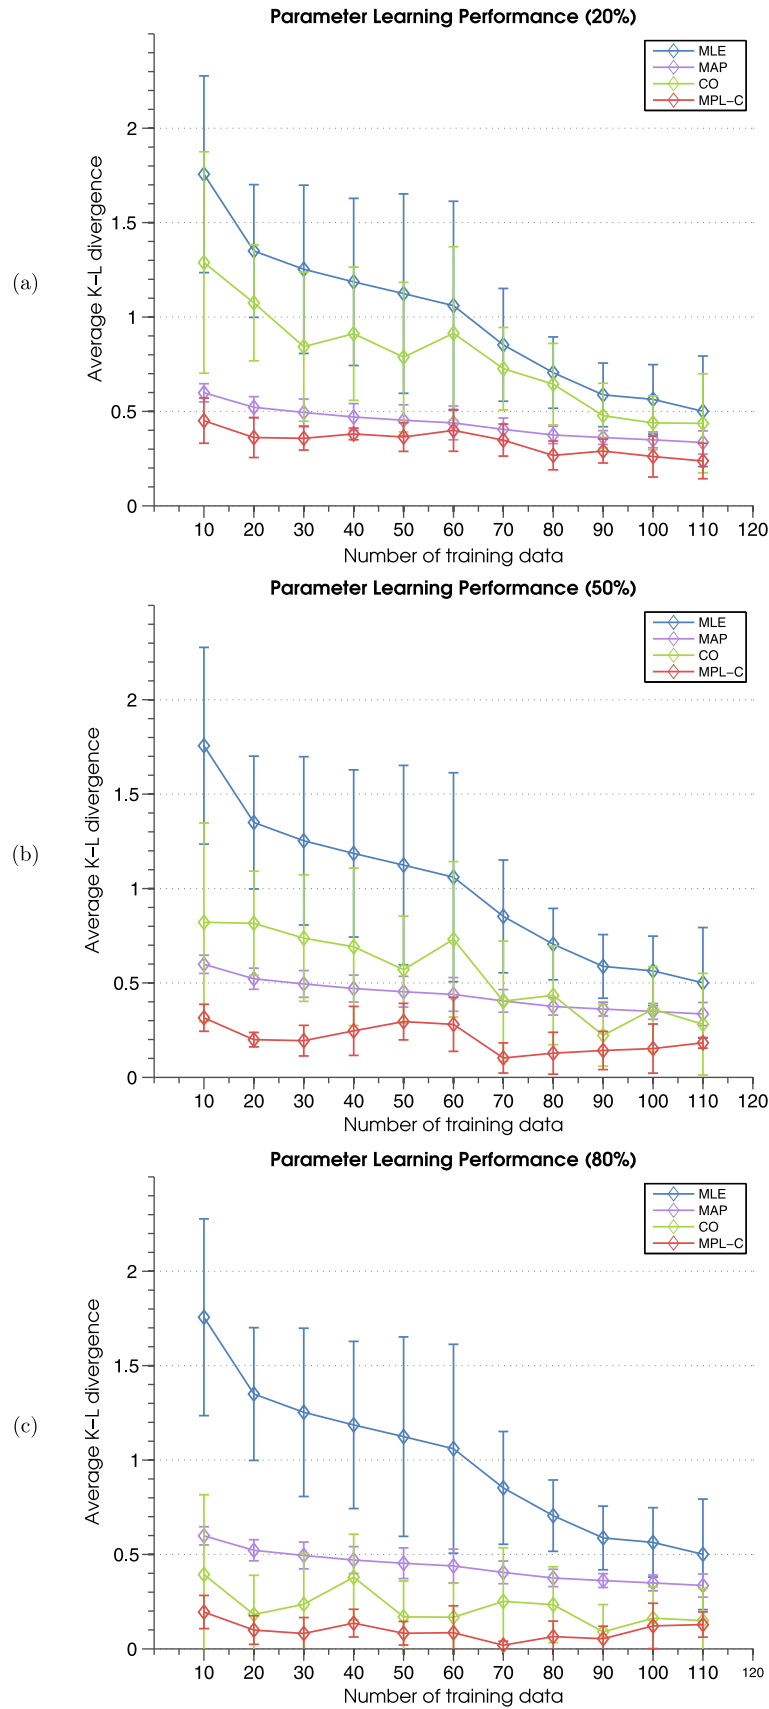 Parameter Learning Performance (20%)
MLE
MAP
CO
MPL-C
2
1.5
1
0.5
0
Average K-L divergence
(a)
10 20 30 40 50 60 70 80 90 100 110 120
Number of training data
Parameter Learning Performance (50%)
MLE
MAP
CO
MPL-C
2
1.5
1
0.5
0
Average K-L divergence
(b)
10 20 30 40 50 60 70 80 90 100 110 120
Number of training data
Parameter Learning Performance (80%)
MLE
MAP
CO
MPL-C
2
1.5
1
0.5
0
Average K-L divergence
(c)
10 20 30 40 50 60 70 80 90 100 110 120
Number of training data